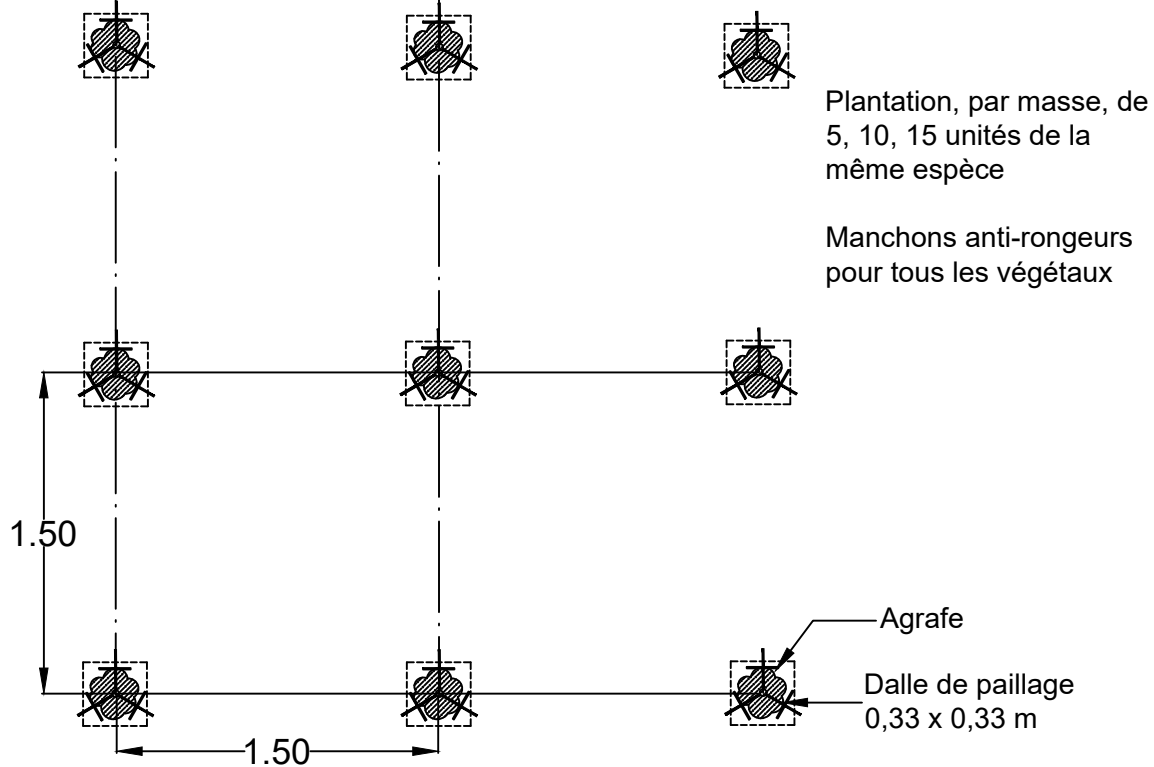 Plantation, par masse, de
5, 10, 15 unités de la
même espèce
Manchons anti-rongeurs
pour tous les végétaux
1.50
Agrafe
Dalle de paillage
0,33 x 0,33 m
1.50